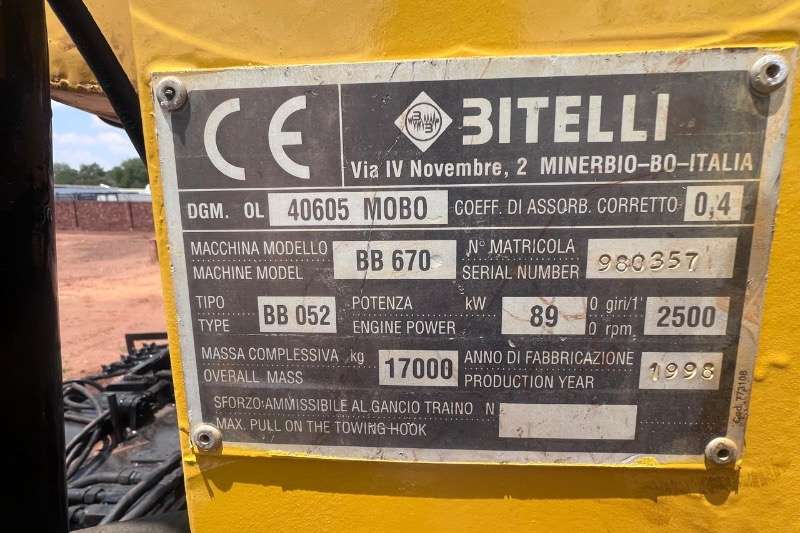 CE
BITELLI
Via IV Novembre, 2 MINERBIO-BO-ITALIA
DGM. OL 40605 MOBO COEFF. DI ASSORB. CORRETTO 0,4
MACCHINA MODELLO BB 670 N° MATRICOLA 980357
MACHINE MODEL SERIAL NUMBER
TIPO BB 052 POTENZA kW 89 0 giri/1' 2500
TYPE ENGINE POWER 0 rpm.
MASSA COMPLESSIVA kg 17000 ANNO DI FABBRICAZIONE 1998
OVERALL MASS PRODUCTION YEAR
SFORZO AMMISSIBILE AL GANCIO TRAINO N
MAX. PULL ON THE TOWING HOOK
Cod. 773108